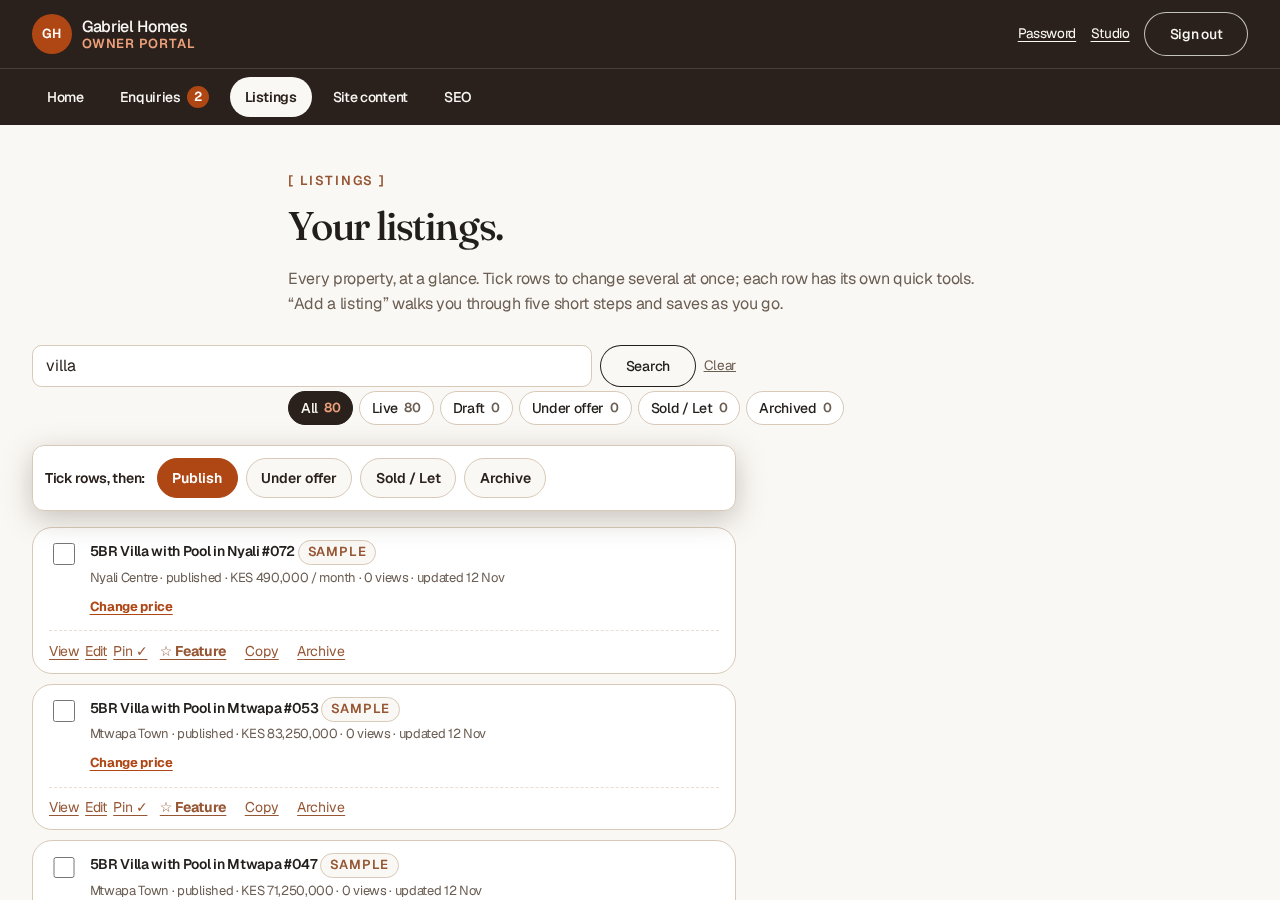 GH
Gabriel Homes
OWNER PORTAL
Password Studio Sign out
Home Enquiries 2 Listings Site content SEO
[ LISTINGS ]
Your listings.
Every property, at a glance. Tick rows to change several at once; each row has its own quick tools.
“Add a listing” walks you through five short steps and saves as you go.
villa Search Clear
All 80 Live 80 Draft 0 Under offer 0 Sold / Let 0 Archived 0
Tick rows, then: Publish Under offer Sold / Let Archive
5BR Villa with Pool in Nyali #072 SAMPLE
Nyali Centre · published · KES 490,000 / month · 0 views · updated 12 Nov
Change price
View Edit Pin ✓ ☆ Feature Copy Archive
5BR Villa with Pool in Mtwapa #053 SAMPLE
Mtwapa Town · published · KES 83,250,000 · 0 views · updated 12 Nov
Change price
View Edit Pin ✓ ☆ Feature Copy Archive
5BR Villa with Pool in Mtwapa #047 SAMPLE
Mtwapa Town · published · KES 71,250,000 · 0 views · updated 12 Nov